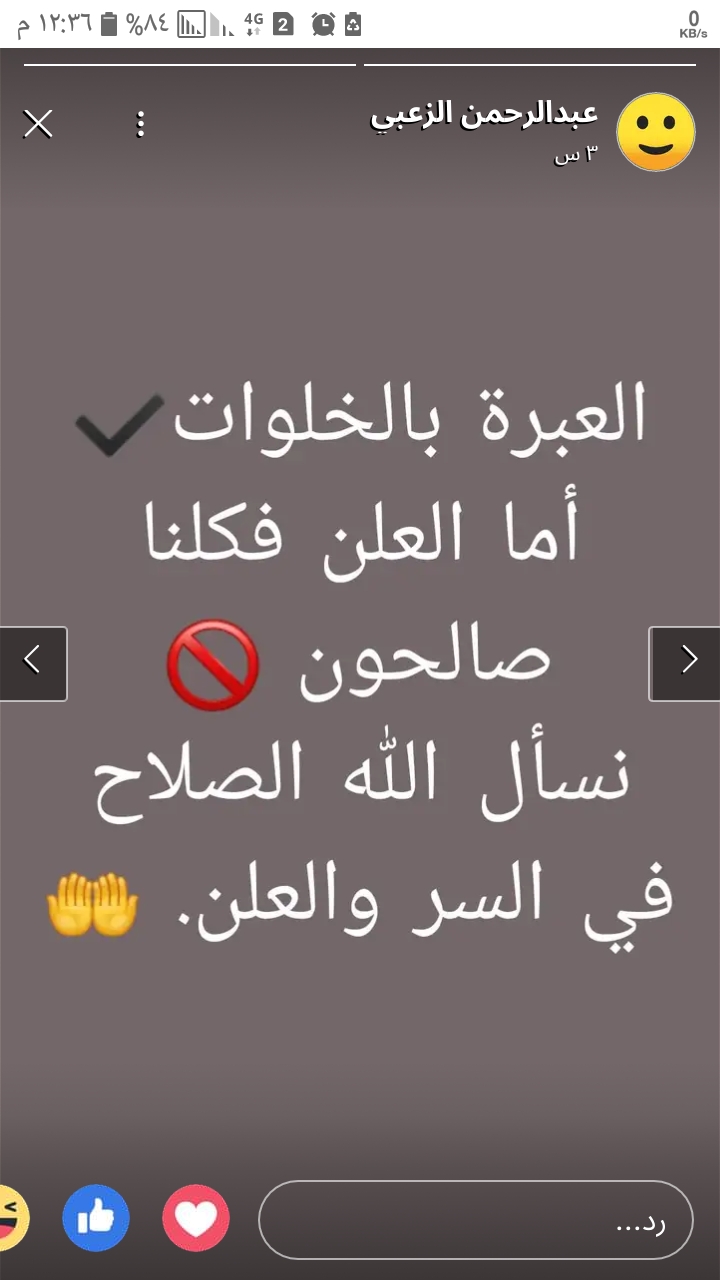 ١٢:٣٦ م %٨٤ 4G 2 0 KB/s
عبدالرحمن الزعبي
٣ س
العبرة بالخلوات✔
أما العلن فكلنا
صالحون 🚫
نسأل الله الصلاح
في السر والعلن. 🤲
رد...